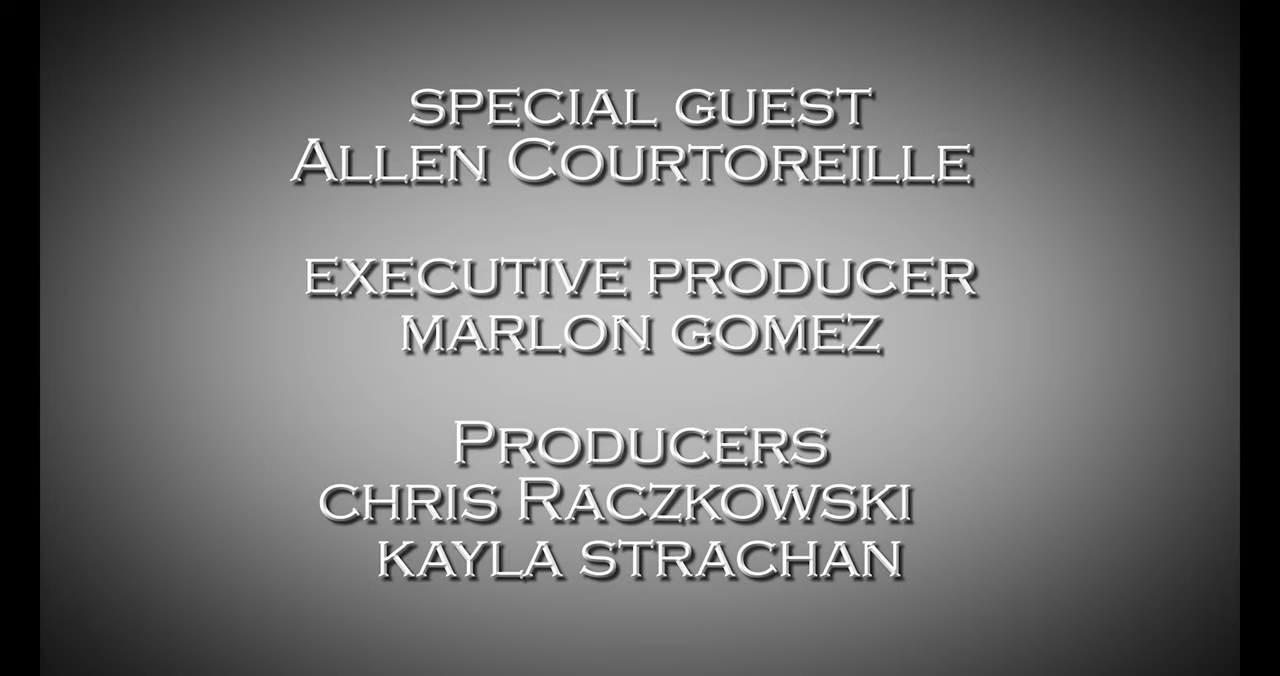 SPECIAL GUEST
ALLEN COURTOREILLE
EXECUTIVE PRODUCER
MARLON GOMEZ
PRODUCERS
CHRIS RACZKOWSKI
KAYLA STRACHAN